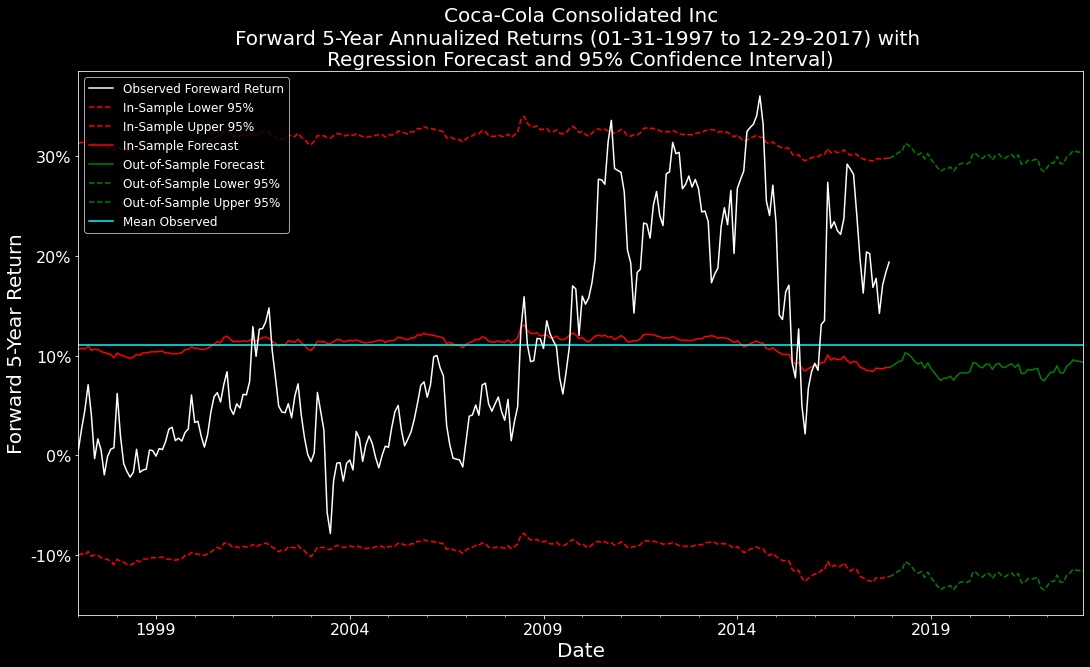 Coca-Cola Consolidated Inc
Forward 5-Year Annualized Returns (01-31-1997 to 12-29-2017) with
Regression Forecast and 95% Confidence Interval)
Observed Foreward Return
In-Sample Lower 95%
In-Sample Upper 95%
In-Sample Forecast
Out-of-Sample Forecast
Out-of-Sample Lower 95%
Out-of-Sample Upper 95%
Mean Observed
Forward 5-Year Return
30%
20%
10%
0%
-10%
1999
2004
2009
2014
2019
Date